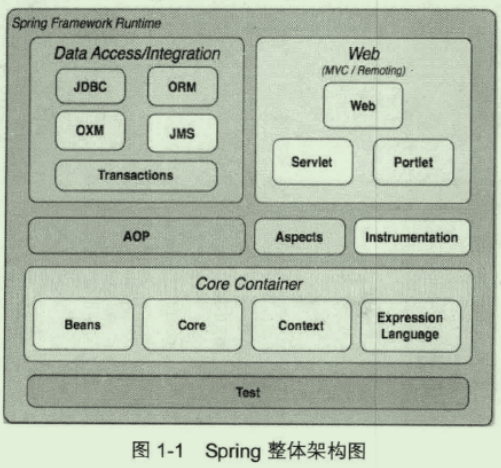 Spring Framework Runtime
Data Access/Integration
JDBC
ORM
OXM
JMS
Transactions
Web
(MVC / Remoting)
Web
Servlet
Portlet
AOP
Aspects
Instrumentation
Core Container
Beans
Core
Context
Expression
Language
Test
图 1-1 Spring 整体架构图